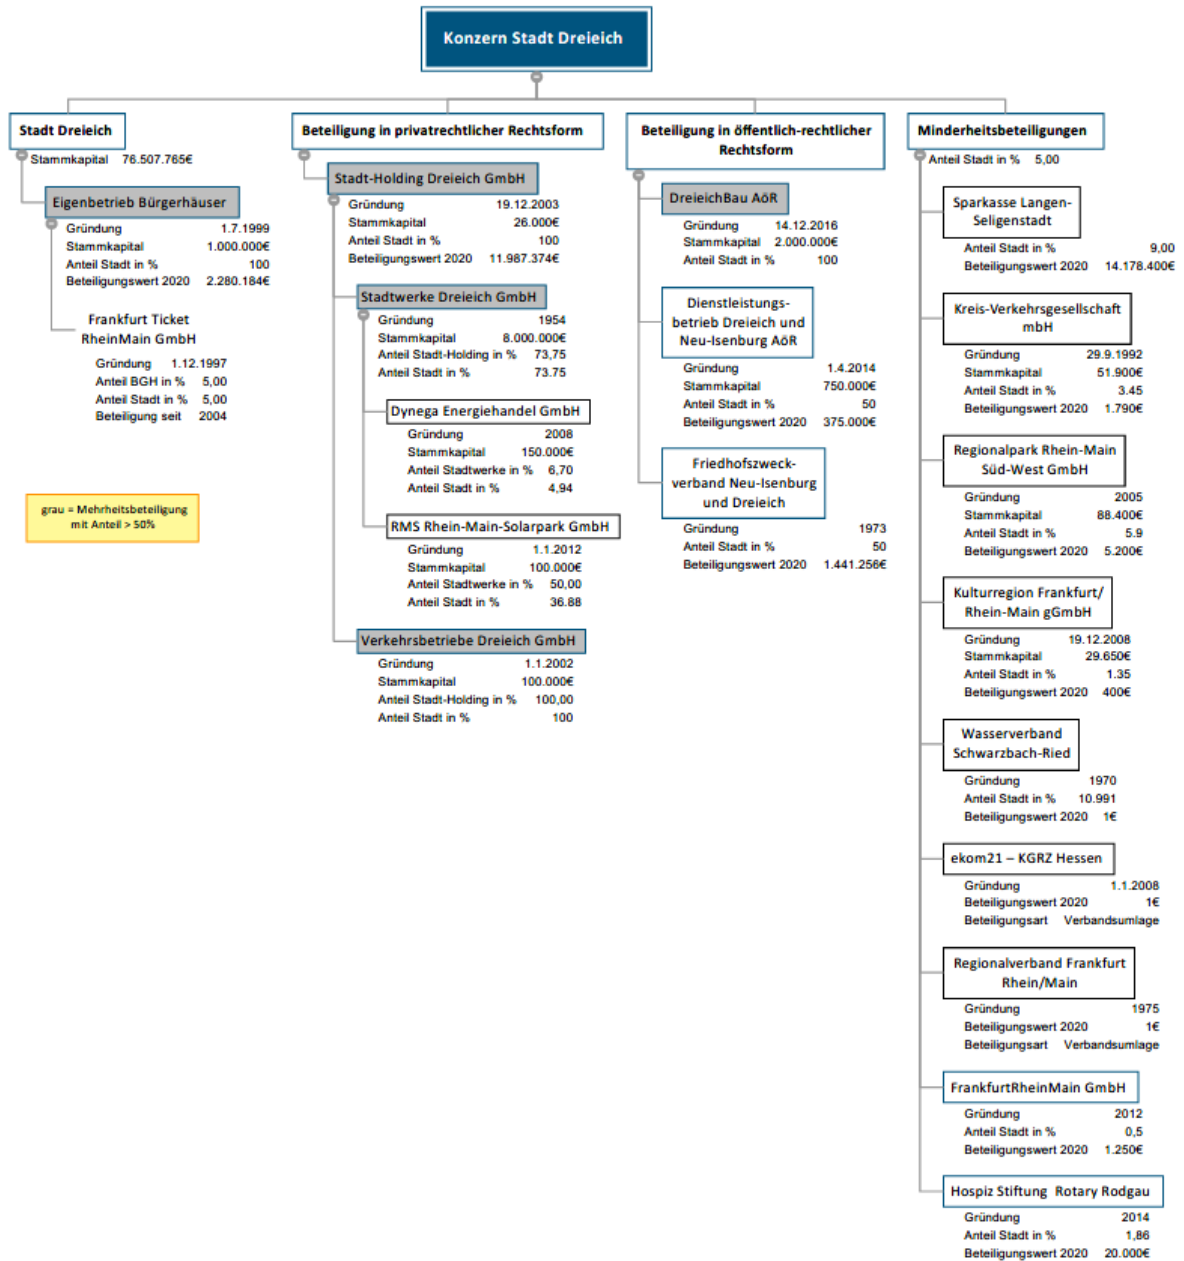 Konzern Stadt Dreieich
Stadt Dreieich
Stammkapital 76.507.765€
Eigenbetrieb Bürgerhäuser
Gründung 1.7.1999
Stammkapital 1.000.000€
Anteil Stadt in % 100
Beteiligungswert 2020 2.280.184€
Frankfurt Ticket
RheinMain GmbH
Gründung 1.12.1997
Anteil BGH in % 5,00
Anteil Stadt in % 5,00
Beteiligung seit 2004
grau = Mehrheitsbeteiligung
mit Anteil > 50%
Beteiligung in privatrechtlicher Rechtsform
Stadt-Holding Dreieich GmbH
Gründung 19.12.2003
Stammkapital 26.000€
Anteil Stadt in % 100
Beteiligungswert 2020 11.987.374€
Stadtwerke Dreieich GmbH
Gründung 1954
Stammkapital 8.000.000€
Anteil Stadt-Holding in % 73,75
Anteil Stadt in % 73.75
Dynega Energiehandel GmbH
Gründung 2008
Stammkapital 150.000€
Anteil Stadtwerke in % 6,70
Anteil Stadt in % 4,94
RMS Rhein-Main-Solarpark GmbH
Gründung 1.1.2012
Stammkapital 100.000€
Anteil Stadtwerke in % 50,00
Anteil Stadt in % 36.88
Verkehrsbetriebe Dreieich GmbH
Gründung 1.1.2002
Stammkapital 100.000€
Anteil Stadt-Holding in % 100,00
Anteil Stadt in % 100
Beteiligung in öffentlich-rechtlicher
Rechtsform
DreieichBau AöR
Gründung 14.12.2016
Stammkapital 2.000.000€
Anteil Stadt in % 100
Dienstleistungs-
betrieb Dreieich und
Neu-Isenburg AöR
Gründung 1.4.2014
Stammkapital 750.000€
Anteil Stadt in % 50
Beteiligungswert 2020 375.000€
Friedhofszweck-
verband Neu-Isenburg
und Dreieich
Gründung 1973
Anteil Stadt in % 50
Beteiligungswert 2020 1.441.256€
Minderheitsbeteiligungen
Anteil Stadt in % 5,00
Sparkasse Langen-
Seligenstadt
Anteil Stadt in % 9,00
Beteiligungswert 2020 14.178.400€
Kreis-Verkehrsgesellschaft
mbH
Gründung 29.9.1992
Stammkapital 51.900€
Anteil Stadt in % 3.45
Beteiligungswert 2020 1.790€
Regionalpark Rhein-Main
Süd-West GmbH
Gründung 2005
Stammkapital 88.400€
Anteil Stadt in % 5.9
Beteiligungswert 2020 5.200€
Kulturregion Frankfurt/
Rhein-Main gGmbH
Gründung 19.12.2008
Stammkapital 29.650€
Anteil Stadt in % 1.35
Beteiligungswert 2020 400€
Wasserverband
Schwarzbach-Ried
Gründung 1970
Anteil Stadt in % 10.991
Beteiligungswert 2020 1€
ekom21 – KGRZ Hessen
Gründung 1.1.2008
Beteiligungswert 2020 1€
Beteiligungsart Verbandsumlage
Regionalverband Frankfurt
Rhein/Main
Gründung 1975
Beteiligungswert 2020 1€
Beteiligungsart Verbandsumlage
FrankfurtRheinMain GmbH
Gründung 2012
Anteil Stadt in % 0,5
Beteiligungswert 2020 1.250€
Hospiz Stiftung Rotary Rodgau
Gründung 2014
Anteil Stadt in % 1,86
Beteiligungswert 2020 20.000€